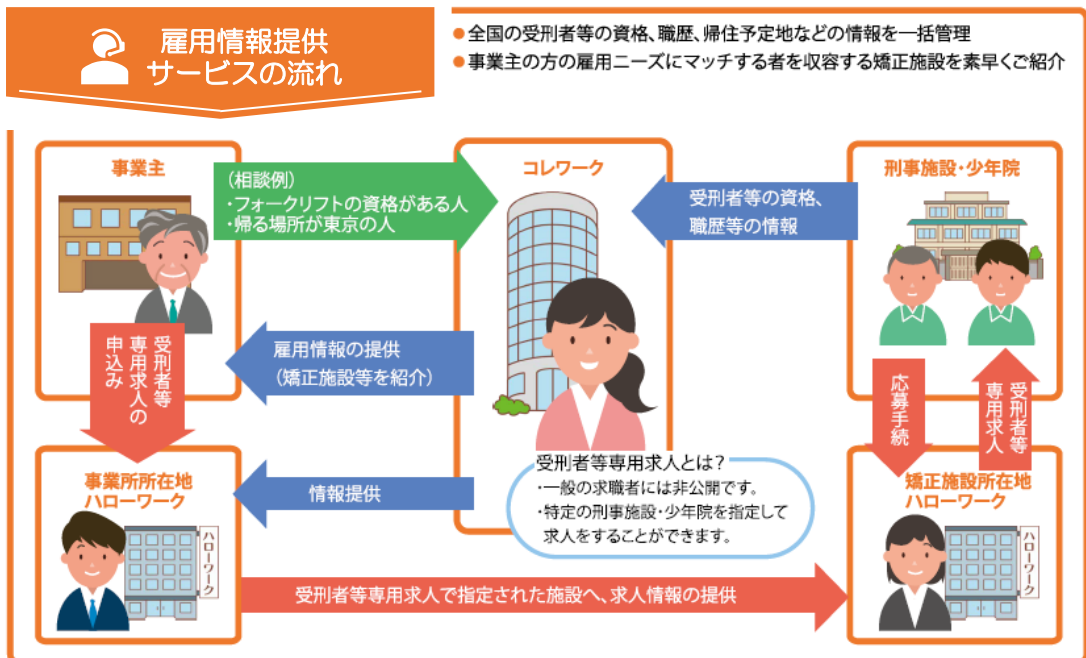 雇用情報提供
サービスの流れ
●全国の受刑者等の資格、職歴、帰住予定地などの情報を一括管理
●事業主の方の雇用ニーズにマッチする者を収容する矯正施設を素早くご紹介
事業主
(相談例)
・フォークリフトの資格がある人
・帰る場所が東京の人
コレワーク
受刑者等の資格、
職歴等の情報
刑事施設・少年院
受刑者等
専用求人の
申込み
雇用情報の提供
(矯正施設等を紹介)
応募手続
受刑者等
専用求人
事業所所在地
ハローワーク
ハローワーク
情報提供
受刑者等専用求人とは?
・一般の求職者には非公開です。
・特定の刑事施設・少年院を指定して
求人をすることができます。
矯正施設所在地
ハローワーク
ハローワーク
受刑者等専用求人で指定された施設へ、求人情報の提供